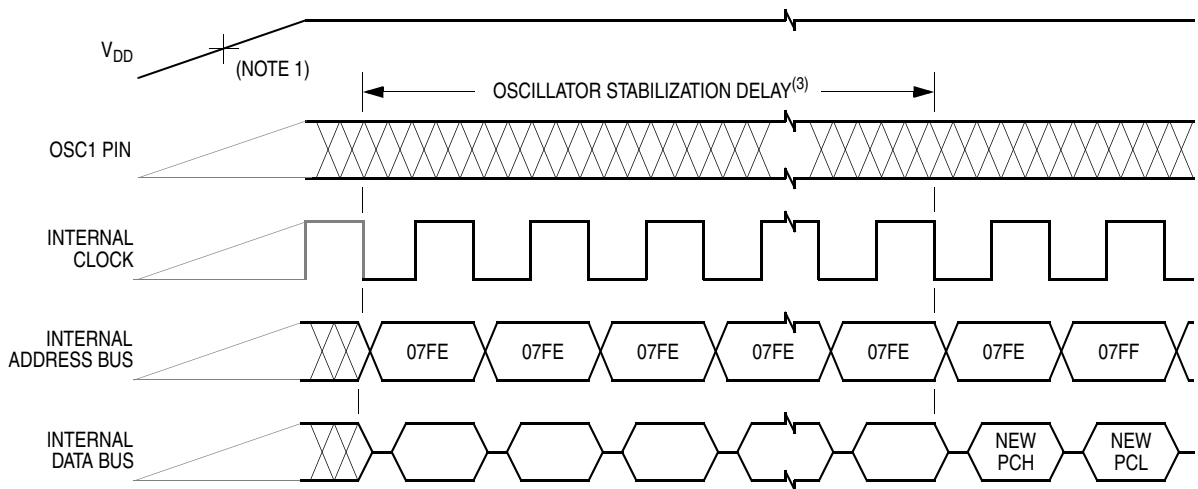 VDD
(NOTE 1)
OSCILLATOR STABILIZATION DELAY(3)
OSC1 PIN
INTERNAL
CLOCK
INTERNAL
ADDRESS BUS
07FE 07FE 07FE 07FE 07FE 07FE 07FF
INTERNAL
DATA BUS
NEW
PCH
NEW
PCL